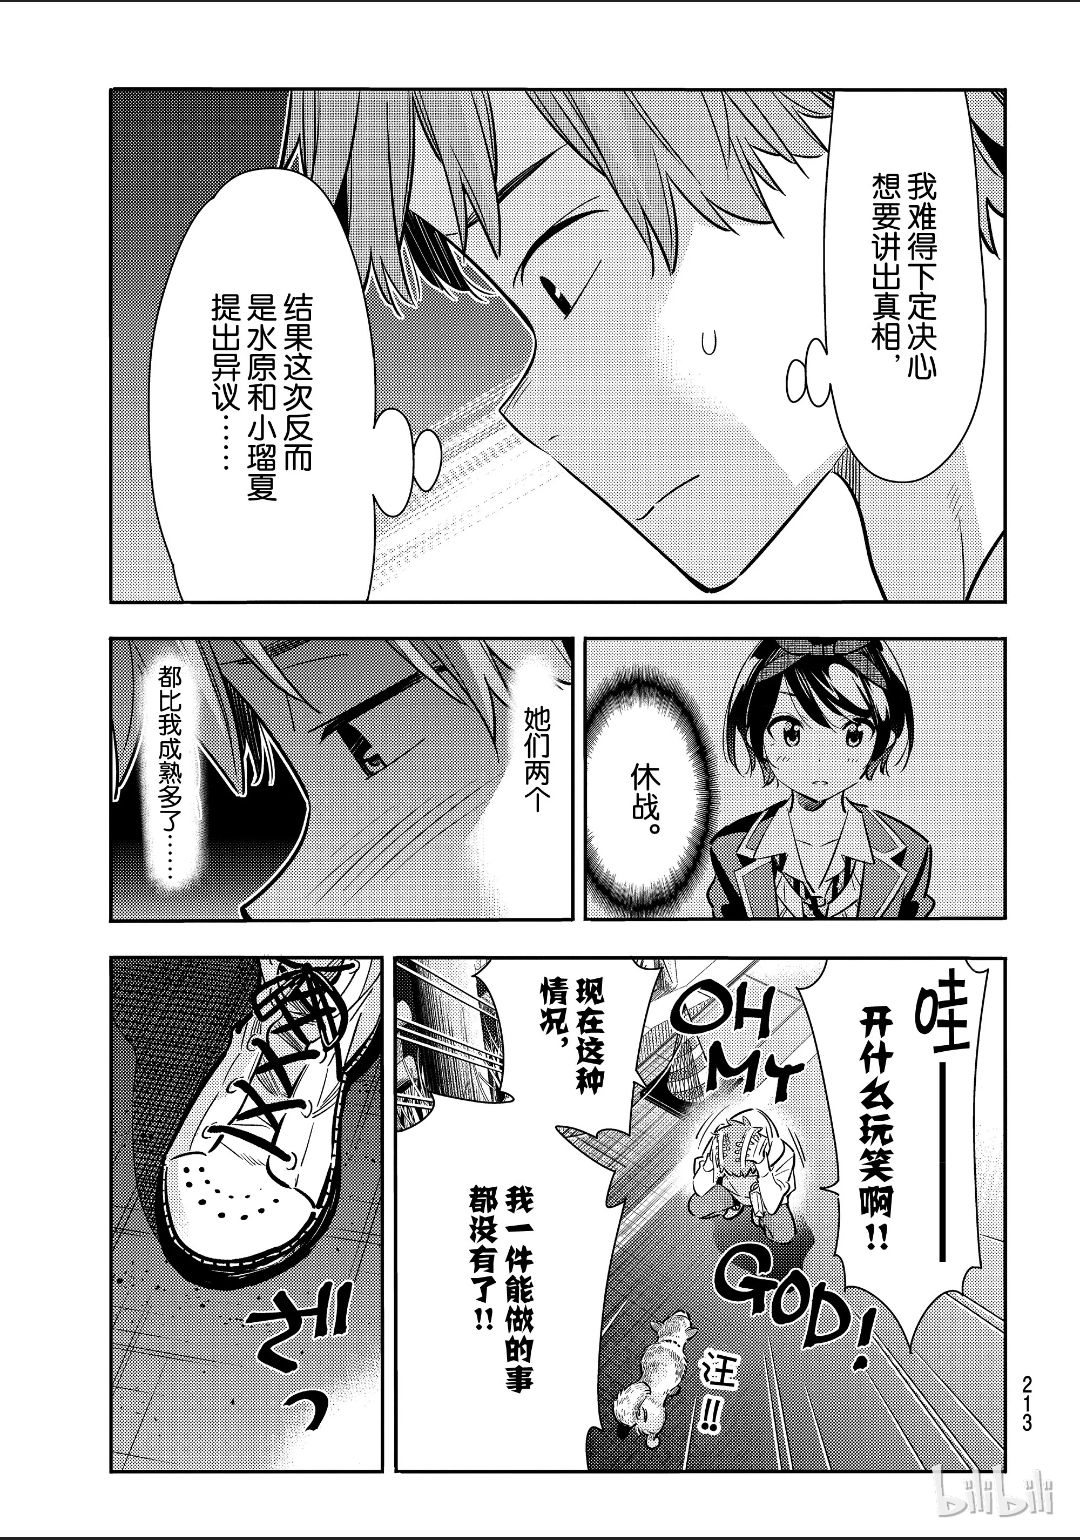 我难得下定决心
想要讲出真相，
结果这次反而
是水原和小瑠夏
提出异议……
休战。
她们两个
都比我成熟多了……
哇——
开什么玩笑啊!!
OH
MY
GOD!
汪!!
现在这种
情况，
我一件能做的事
都没有了!!
ザッ
213
bilibili